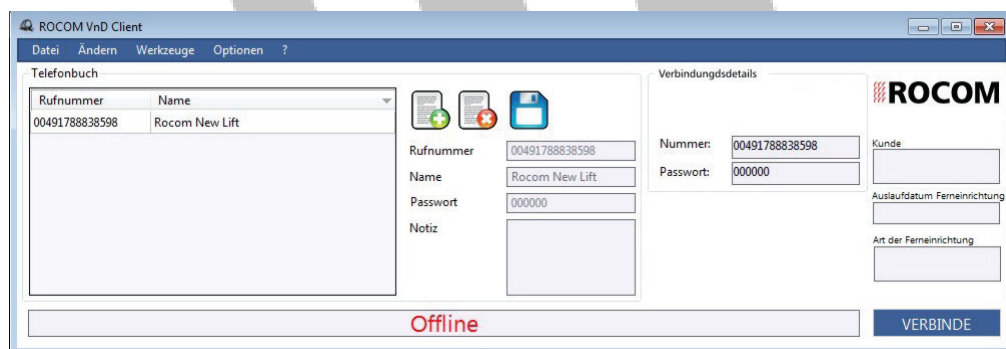 ROCOM VnD Client
Datei Ändern Werkzeuge Optionen ?
Telefonbuch
Rufnummer Name
00491788838598 Rocom New Lift
Rufnummer 00491788838598
Name Rocom New Lift
Passwort 000000
Notiz
Verbindungdsdetails
Nummer: 00491788838598
Passwort: 000000
ROCOM
Kunde
Auslaufdatum Ferneinrichtung
Art der Ferneinrichtung
Offline
VERBINDE